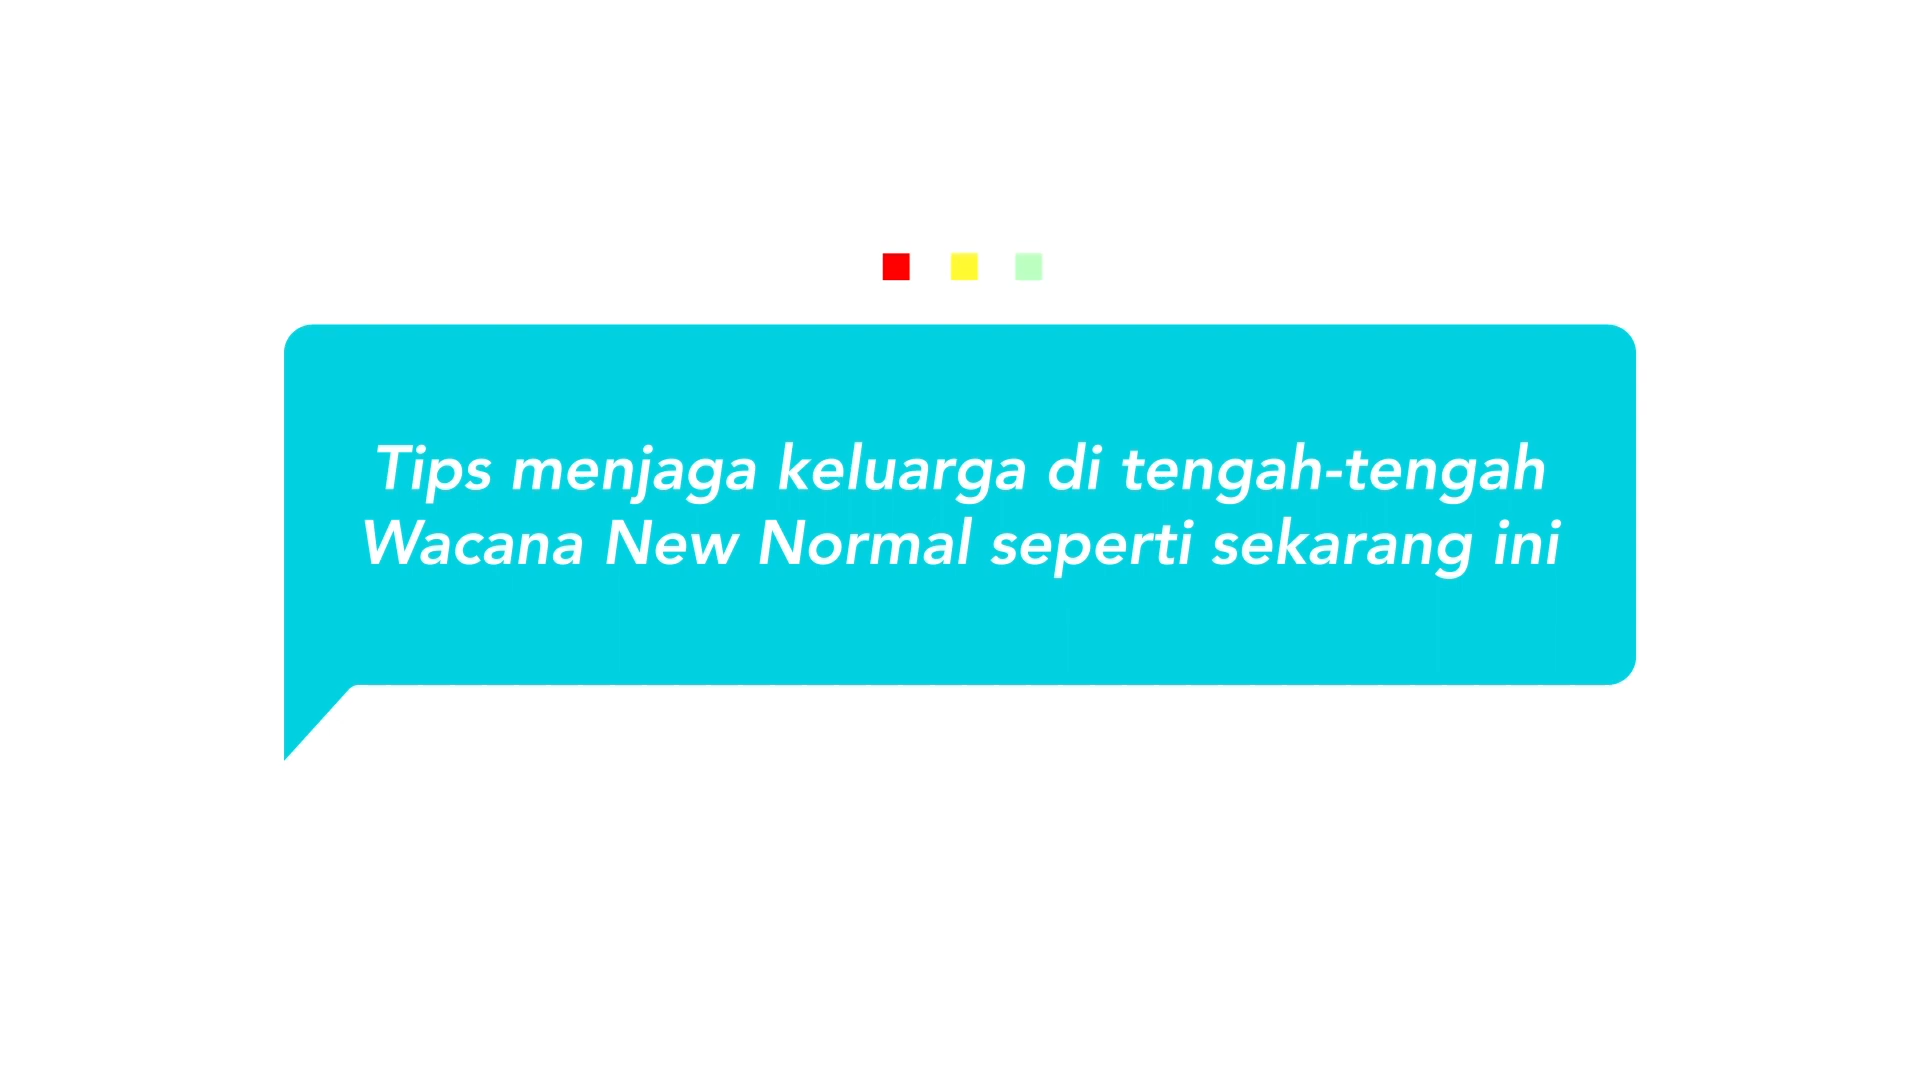 Tips menjaga keluarga di tengah-tengah
Wacana New Normal seperti sekarang ini